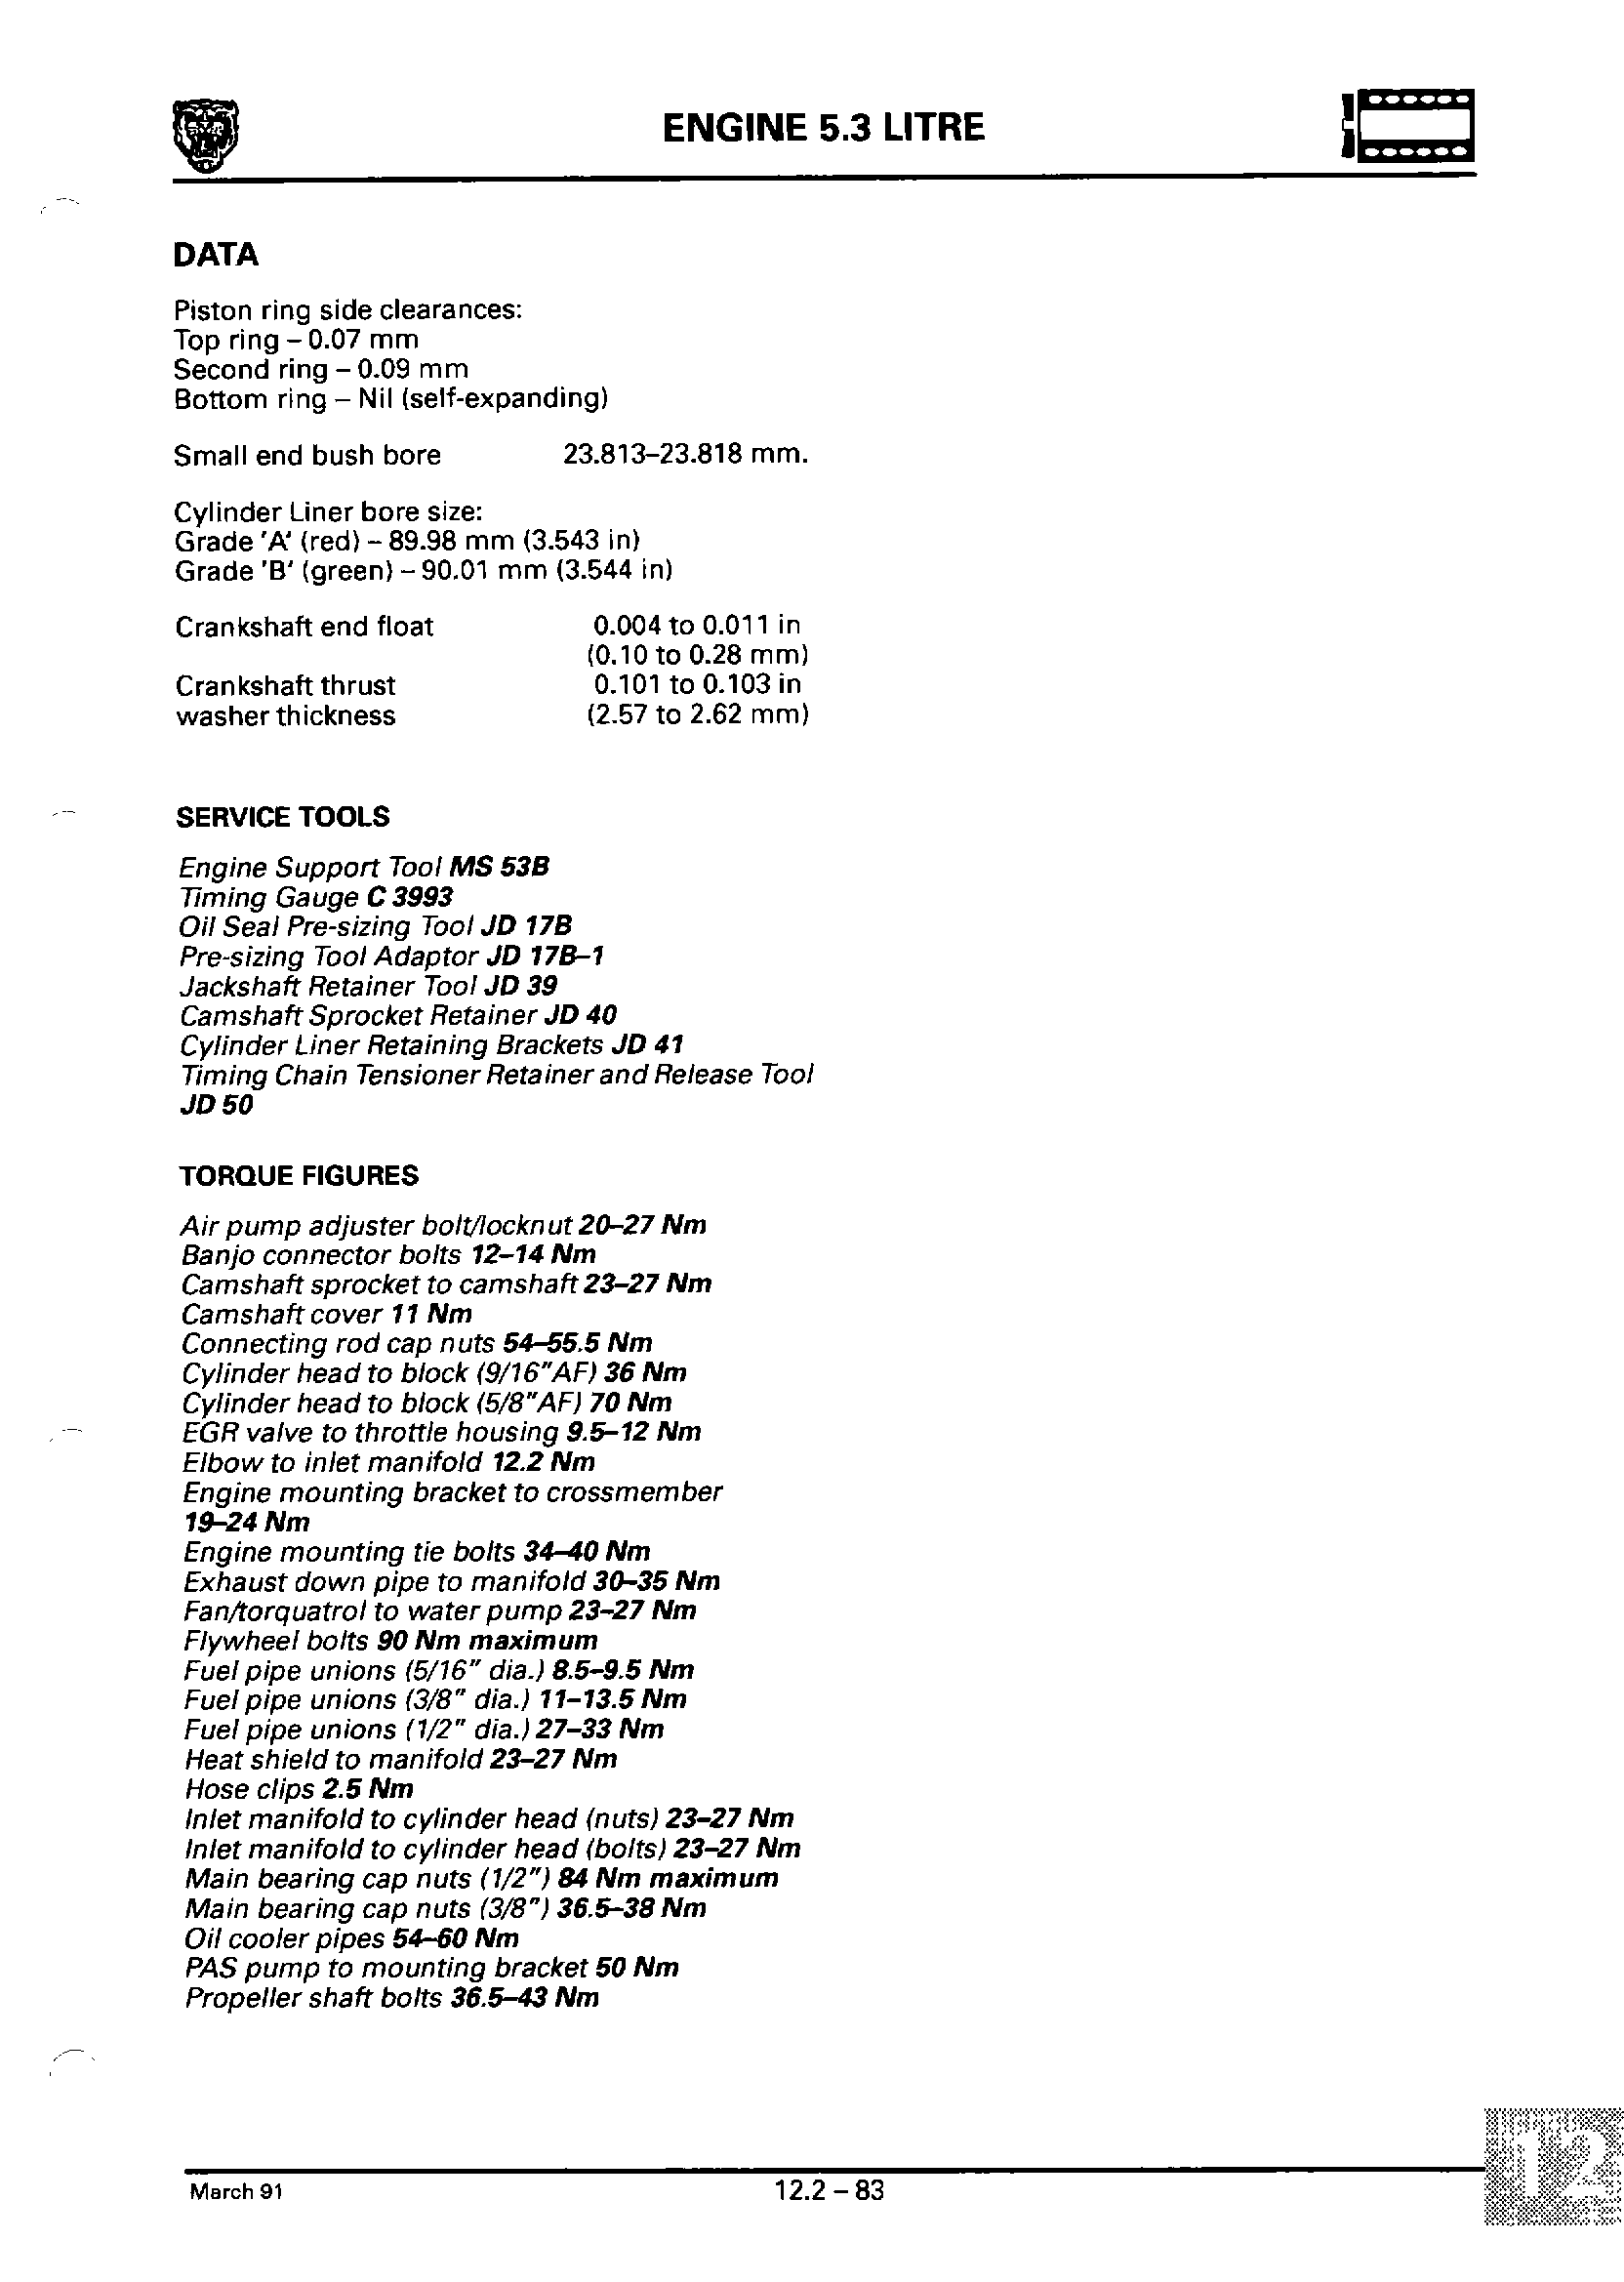 ENGINE 5.3 LITRE
DATA
Piston ring side clearances:
Top ring – 0.07 mm
Second ring – 0.09 mm
Bottom ring – Nil (self-expanding)
Small end bush bore 23.813–23.818 mm.
Cylinder Liner bore size:
Grade 'A' (red) – 89.98 mm (3.543 in)
Grade 'B' (green) – 90.01 mm (3.544 in)
Crankshaft end float 0.004 to 0.011 in
(0.10 to 0.28 mm)
Crankshaft thrust 0.101 to 0.103 in
washer thickness (2.57 to 2.62 mm)
SERVICE TOOLS
Engine Support Tool MS 53B
Timing Gauge C 3993
Oil Seal Pre-sizing Tool JD 17B
Pre-sizing Tool Adaptor JD 17B–1
Jackshaft Retainer Tool JD 39
Camshaft Sprocket Retainer JD 40
Cylinder Liner Retaining Brackets JD 41
Timing Chain Tensioner Retainer and Release Tool
JD 50
TORQUE FIGURES
Air pump adjuster bolt/locknut 20–27 Nm
Banjo connector bolts 12–14 Nm
Camshaft sprocket to camshaft 23–27 Nm
Camshaft cover 11 Nm
Connecting rod cap nuts 54–55.5 Nm
Cylinder head to block (9/16"AF) 36 Nm
Cylinder head to block (5/8"AF) 70 Nm
EGR valve to throttle housing 9.5–12 Nm
Elbow to inlet manifold 12.2 Nm
Engine mounting bracket to crossmember
19–24 Nm
Engine mounting tie bolts 34–40 Nm
Exhaust down pipe to manifold 30–35 Nm
Fan/torquatrol to water pump 23–27 Nm
Flywheel bolts 90 Nm maximum
Fuel pipe unions (5/16" dia.) 8.5–9.5 Nm
Fuel pipe unions (3/8" dia.) 11–13.5 Nm
Fuel pipe unions (1/2" dia.) 27–33 Nm
Heat shield to manifold 23–27 Nm
Hose clips 2.5 Nm
Inlet manifold to cylinder head (nuts) 23–27 Nm
Inlet manifold to cylinder head (bolts) 23–27 Nm
Main bearing cap nuts (1/2") 84 Nm maximum
Main bearing cap nuts (3/8") 36.5–38 Nm
Oil cooler pipes 54–60 Nm
PAS pump to mounting bracket 50 Nm
Propeller shaft bolts 36.5–43 Nm
12
March 91 12.2 – 83